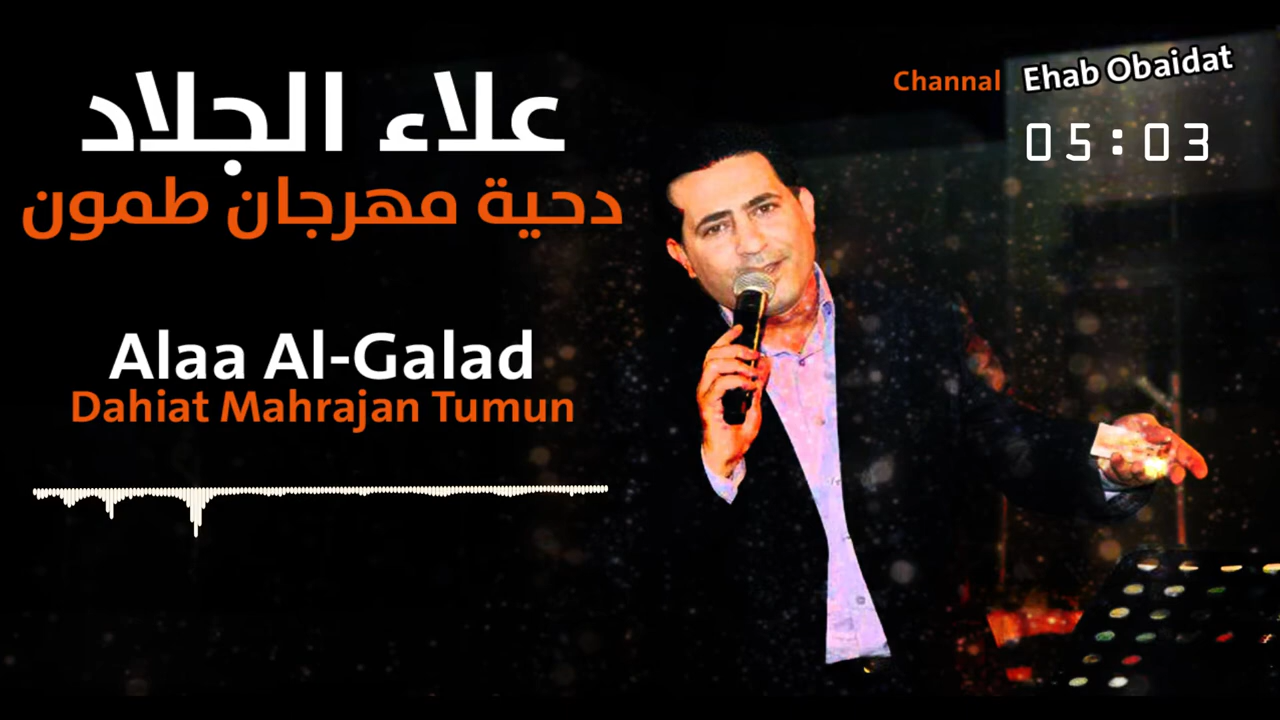 علاء الجلاد
دحية مهرجان طمون
Alaa Al-Galad
Dahiat Mahrajan Tumun
Channal Ehab Obaidat
05:03